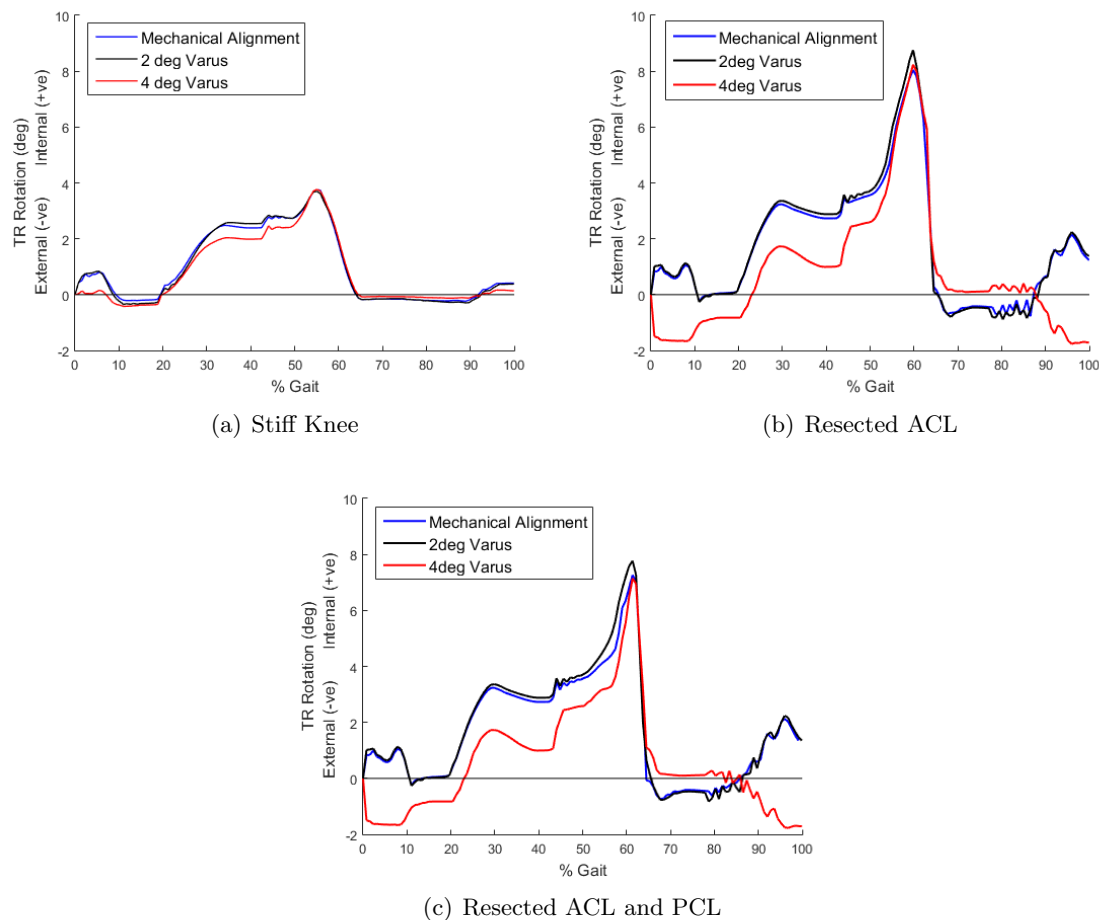 10
8
6
4
2
0
-2
TR Rotation (deg)
External (-ve) Internal (+ve)
Mechanical Alignment
2 deg Varus
4 deg Varus
0 10 20 30 40 50 60 70 80 90 100
% Gait
(a) Stiff Knee
10
8
6
4
2
0
-2
TR Rotation (deg)
External (-ve) Internal (+ve)
Mechanical Alignment
2deg Varus
4deg Varus
0 10 20 30 40 50 60 70 80 90 100
% Gait
(b) Resected ACL
10
8
6
4
2
0
-2
TR Rotation (deg)
External (-ve) Internal (+ve)
Mechanical Alignment
2deg Varus
4deg Varus
0 10 20 30 40 50 60 70 80 90 100
% Gait
(c) Resected ACL and PCL